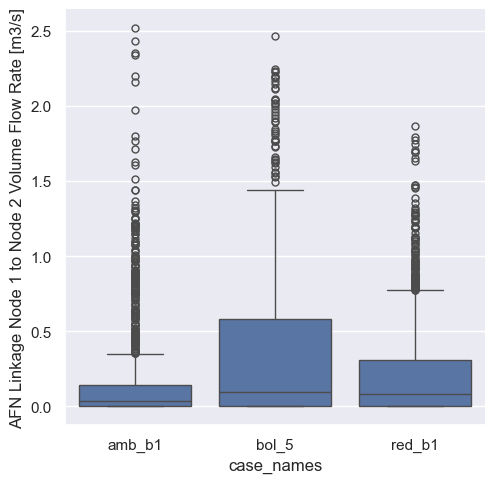 AFN Linkage Node 1 to Node 2 Volume Flow Rate [m3/s]
2.5
2.0
1.5
1.0
0.5
0.0
amb_b1 bol_5 red_b1
case_names